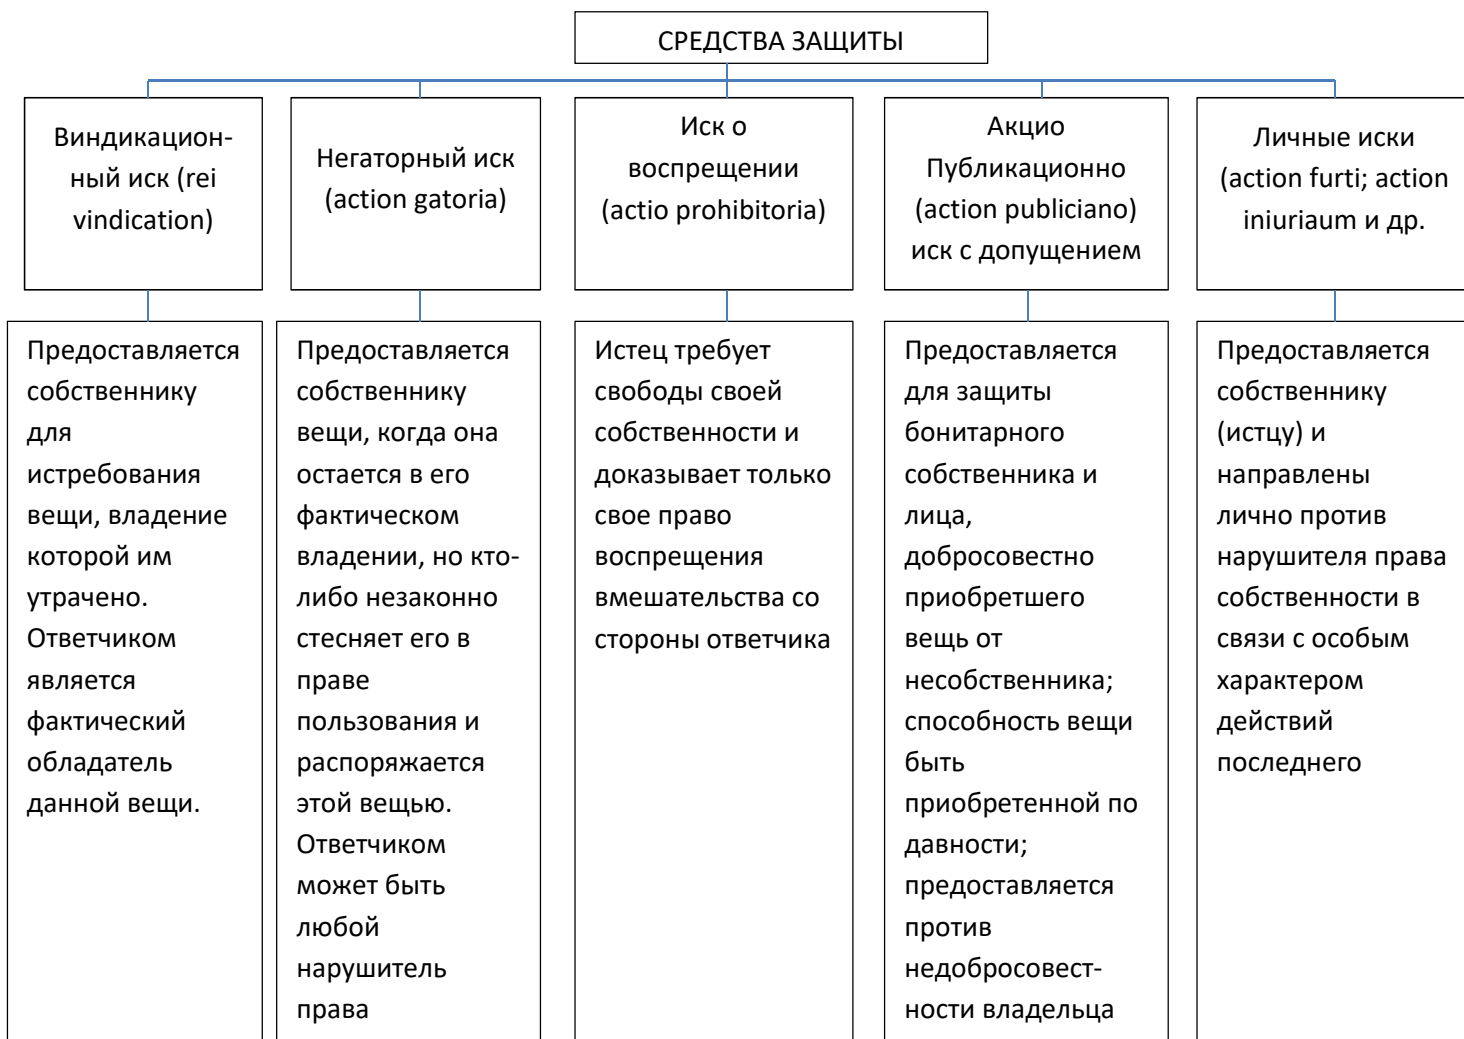 СРЕДСТВА ЗАЩИТЫ
Виндикацион-
ный иск (rei
vindication)
Негаторный иск
(action gatoria)
Иск о
воспрещении
(actio prohibitoria)
Акцио
Публикационно
(action publiciano)
иск с допущением
Личные иски
(action furti; action
iniuriaum и др.
Предоставляется
собственнику
для
истребования
вещи, владение
которой им
утрачено.
Ответчиком
является
фактический
обладатель
данной вещи.
Предоставляется
собственнику
вещи, когда она
остается в его
фактическом
владении, но кто-
либо незаконно
стесняет его в
праве
пользования и
распоряжается
этой вещью.
Ответчиком
может быть
любой
нарушитель
права
Истец требует
свободы своей
собственности и
доказывает только
свое право
воспрещения
вмешательства со
стороны ответчика
Предоставляется
для защиты
бонитарного
собственника и
лица,
добросовестно
приобретшего
вещь от
несобственника;
способность вещи
быть
приобретенной по
давности;
предоставляется
против
недобросовест-
ности владельца
Предоставляется
собственнику
(истцу) и
направлены
лично против
нарушителя права
собственности в
связи с особым
характером
действий
последнего